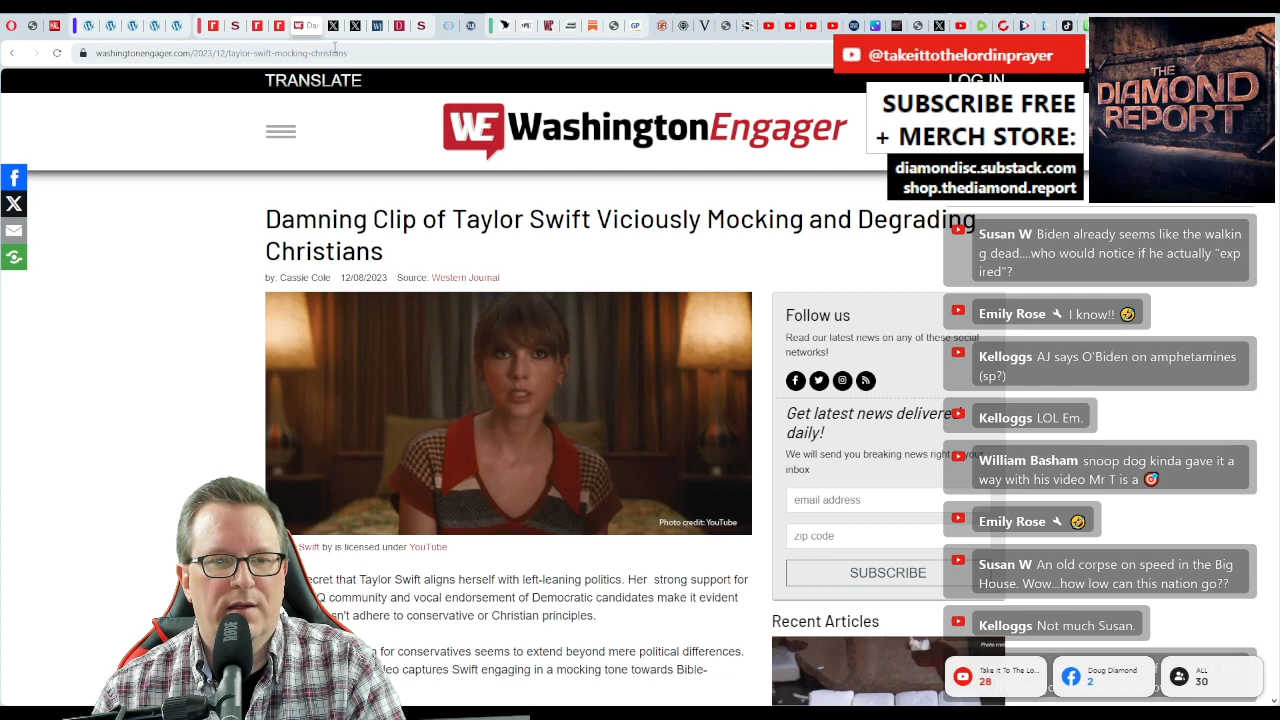 washingtonengager.com/2023/12/taylor-swift-mocking-christians
@takeittothelordinprayer
TRANSLATE
LOG IN
SUBSCRIBE FREE
+ MERCH STORE:
diamondisc.substack.com
shop.thediamond.report
THE
DIAMOND
REPORT
WE WashingtonEngager
Damning Clip of Taylor Swift Viciously Mocking and Degrading
Christians
by: Cassie Cole 12/08/2023 Source: Western Journal
Photo credit: YouTube
Swift by is licensed under YouTube
ecret that Taylor Swift aligns herself with left-leaning politics. Her strong support for
Q community and vocal endorsement of Democratic candidates make it evident
n't adhere to conservative or Christian principles.
for conservatives seems to extend beyond mere political differences.
eo captures Swift engaging in a mocking tone towards Bible-
Follow us
Read our latest news on any of these social
networks!
Get latest news delivered
daily!
We will send you breaking news right to your
inbox
email address
zip code
SUBSCRIBE
Recent Articles
Susan W Biden already seems like the walkin
g dead....who would notice if he actually "exp
ired"?
Emily Rose I know!! 🤣
Kelloggs AJ says O'Biden on amphetamines
(sp?)
Kelloggs LOL Em.
William Basham snoop dog kinda gave it a
way with his video Mr T is a 🎯
Emily Rose 🤣
Susan W An old corpse on speed in the Big
House. Wow...how low can this nation go??
Kelloggs Not much Susan.
Take It To The Lo...
28
Doug Diamond
2
ALL
30